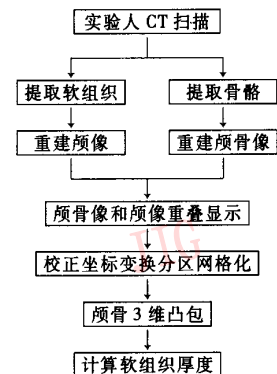 实验人 CT 扫描
提取软组织
提取骨骼
重建颅像
重建颅骨像
颅骨像和颅像重叠显示
校正坐标变换分区网格化
颅骨 3 维凸包
计算软组织厚度
JIG